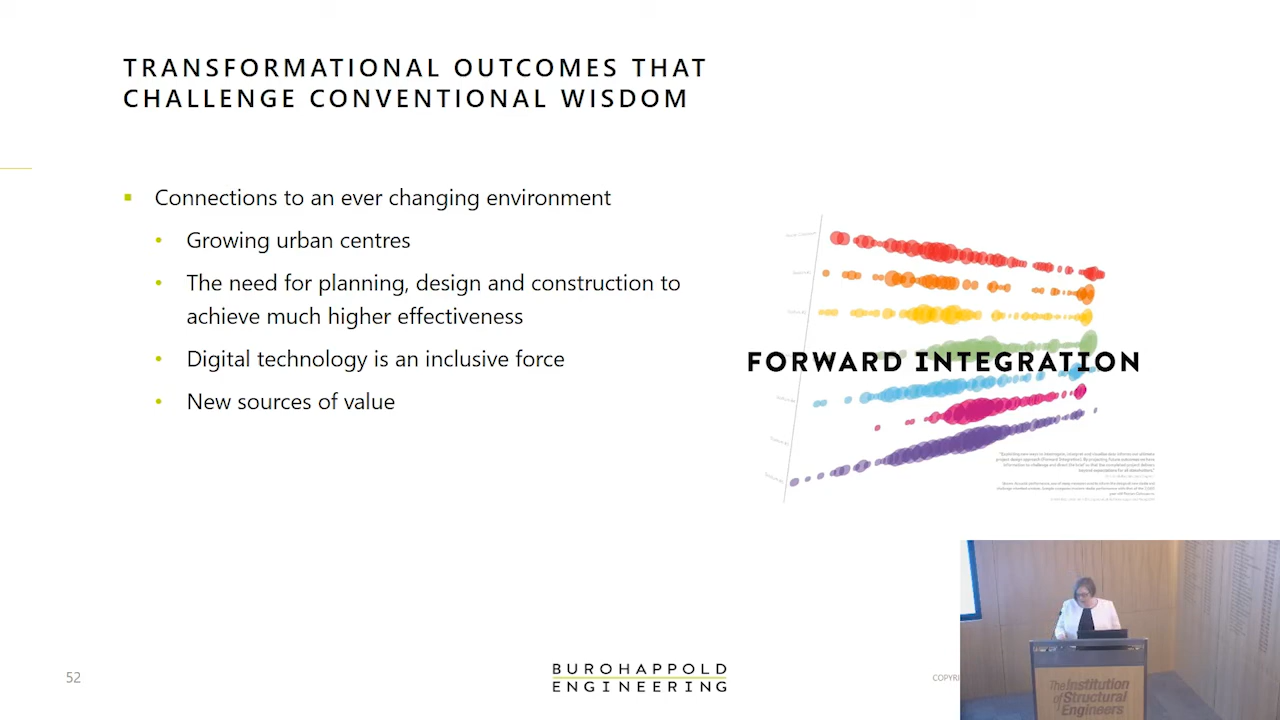 TRANSFORMATIONAL OUTCOMES THAT
CHALLENGE CONVENTIONAL WISDOM
Connections to an ever changing environment
Growing urban centres
The need for planning, design and construction to
achieve much higher effectiveness
Digital technology is an inclusive force
New sources of value
FORWARD INTEGRATION
52
BUROHAPPOLD
ENGINEERING
The Institution
of Structural
Engineers